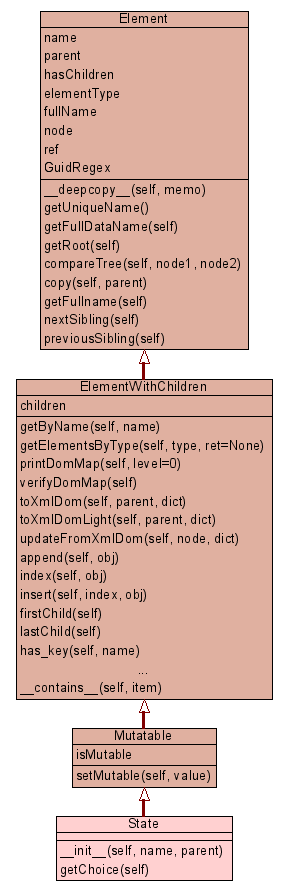 Element
name
parent
hasChildren
elementType
fullName
node
ref
GuidRegex
__deepcopy__(self, memo)
getUniqueName()
getFullDataName(self)
getRoot(self)
compareTree(self, node1, node2)
copy(self, parent)
getFullname(self)
nextSibling(self)
previousSibling(self)
ElementWithChildren
children
getByName(self, name)
getElementsByType(self, type, ret=None)
printDomMap(self, level=0)
verifyDomMap(self)
toXmlDom(self, parent, dict)
toXmlDomLight(self, parent, dict)
updateFromXmlDom(self, node, dict)
append(self, obj)
index(self, obj)
insert(self, index, obj)
firstChild(self)
lastChild(self)
has_key(self, name)
...
__contains__(self, item)
Mutatable
isMutable
setMutable(self, value)
State
__init__(self, name, parent)
getChoice(self)